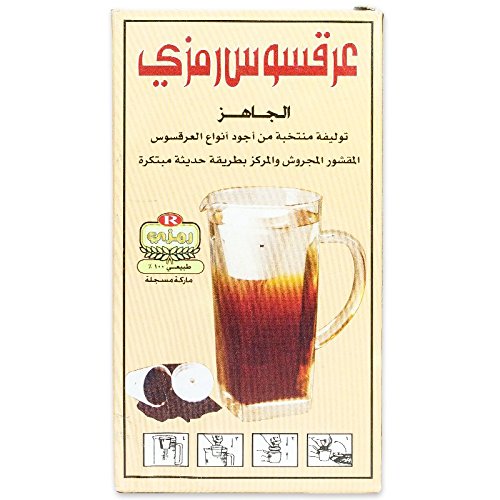 عرقسوس رمزي
الجاهز
توليفة منتخبة من أجود أنواع العرقسوس
المقشور المجروش والمركز بطريقة حديثة مبتكرة
R
رمزي
طبيعي ١٠٠ ٪
ماركة مسجلة